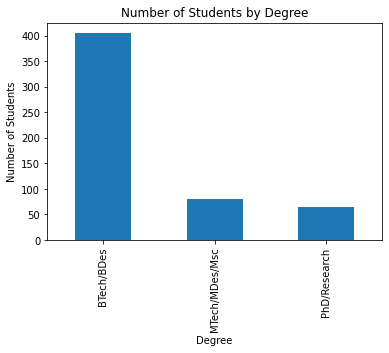 Number of Students by Degree
Number of Students
400
350
300
250
200
150
100
50
0
BTech/BDes
MTech/MDes/Msc
PhD/Research
Degree